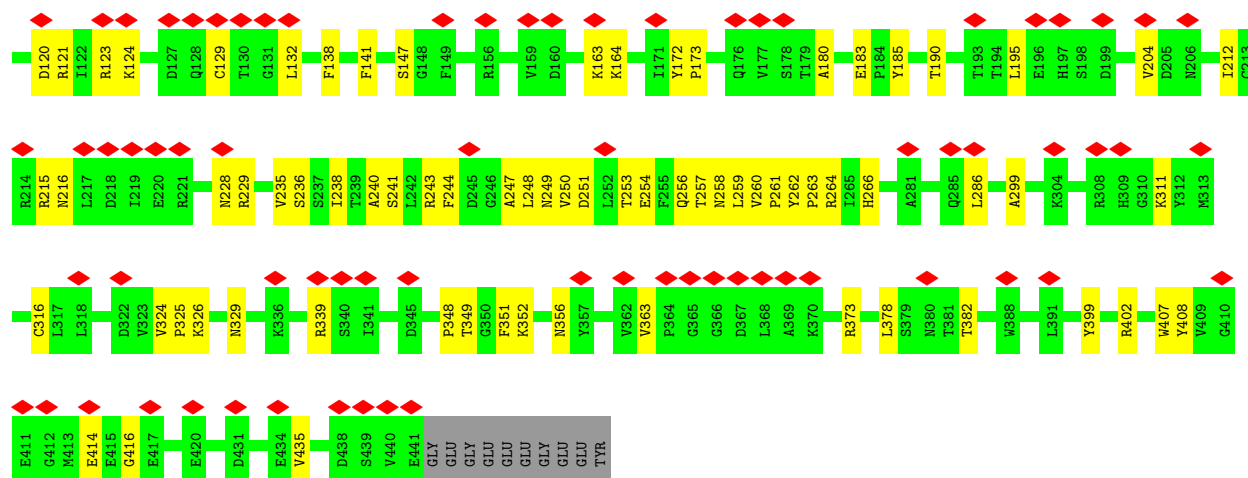 D120 R121 I122 R123 K124 D127 Q128 C129 T130 G131 L132 F138 F141 S147 G148 F149 R156 V159 D160 K163 K164 I171 Y172 P173 Q176 V177 S178 T179 A180 E183 P184 Y185 T190 T193 T194 L195 E196 H197 S198 D199 V204 D205 N206 I212 G213
R214 R215 N216 L217 D218 I219 E220 R221 N228 R229 V235 S236 S237 I238 T239 A240 S241 L242 R243 F244 D245 G246 A247 L248 N249 V250 D251 L252 T253 E254 F255 Q256 T257 N258 L259 V260 P261 Y262 P263 R264 I265 H266 A281 Q285 L286 A299 K304 R308 H309 G310 K311 Y312 M313
C316 L317 L318 D322 V323 V324 P325 K326 N329 K336 R339 S340 I341 D345 P348 T349 G350 F351 K352 N356 Y357 V362 V363 P364 G365 G366 D367 L368 A369 K370 R373 L378 S379 N380 T381 T382 W388 L391 Y399 R402 W407 Y408 V409 G410
E411 G412 M413 E414 E415 G416 E417 E420 D431 E434 V435 D438 S439 V440 E441 GLY GLU GLY GLU GLU GLU GLY GLU GLU TYR